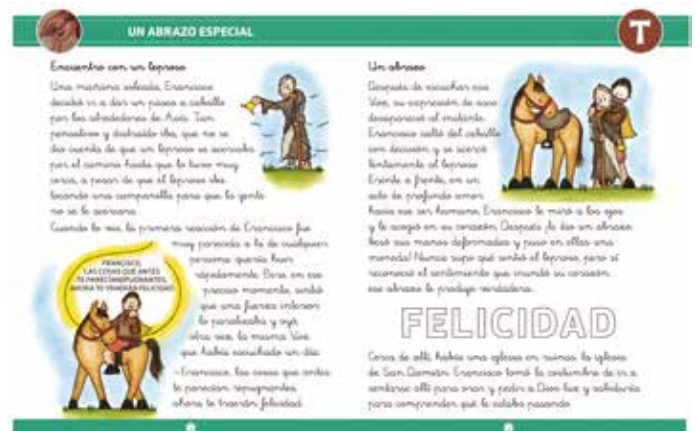 UN ABRAZO ESPECIAL
T
Encuentro con un leproso
Una mañana soleada, Francisco
decidió ir a dar un paseo a caballo
por los alrededores de Asís. Tan
pensativo y distraído iba, que no se
dio cuenta de que un leproso se acercaba
por el camino hasta que lo tuvo muy
cerca, a pesar de que el leproso iba
tocando una campanilla para que la gente
no se le acercara.
Cuando lo vio, la primera reacción de Francisco fue
muy parecida a la de cualquier
persona: quería huir
rápidamente. Pero, en ese
preciso momento, sintió
que una fuerza interior
lo paralizaba y oyó,
otra vez, la misma Voz
que había escuchado un día:
-Francisco, las cosas que antes
te parecían repugnantes,
ahora te traerán felicidad.
FRANCISCO,
LAS COSAS QUE ANTES
TE PARECÍAN REPUGNANTES,
AHORA TE TRAERÁN FELICIDAD
Un abrazo
Después de escuchar esa
Voz, su expresión de asco
desapareció al instante.
Francisco saltó del caballo
con decisión y se acercó
lentamente al leproso.
Frente a frente, en un
acto de profundo amor
hacia ese ser humano, Francisco le miró a los ojos
y le acogió en su corazón. Después ¡le dio un abrazo,
besó sus manos deformadas y puso en ellas una
moneda! Nunca supo qué sintió el leproso, pero sí
reconoció el sentimiento que inundó su corazón:
ese abrazo le produjo verdadera...
FELICIDAD
Cerca de allí, había una iglesia en ruinas: la iglesia
de San Damián. Francisco tomó la costumbre de ir a
sentarse allí para orar y pedir a Dios luz y sabiduría
para comprender qué le estaba pasando.